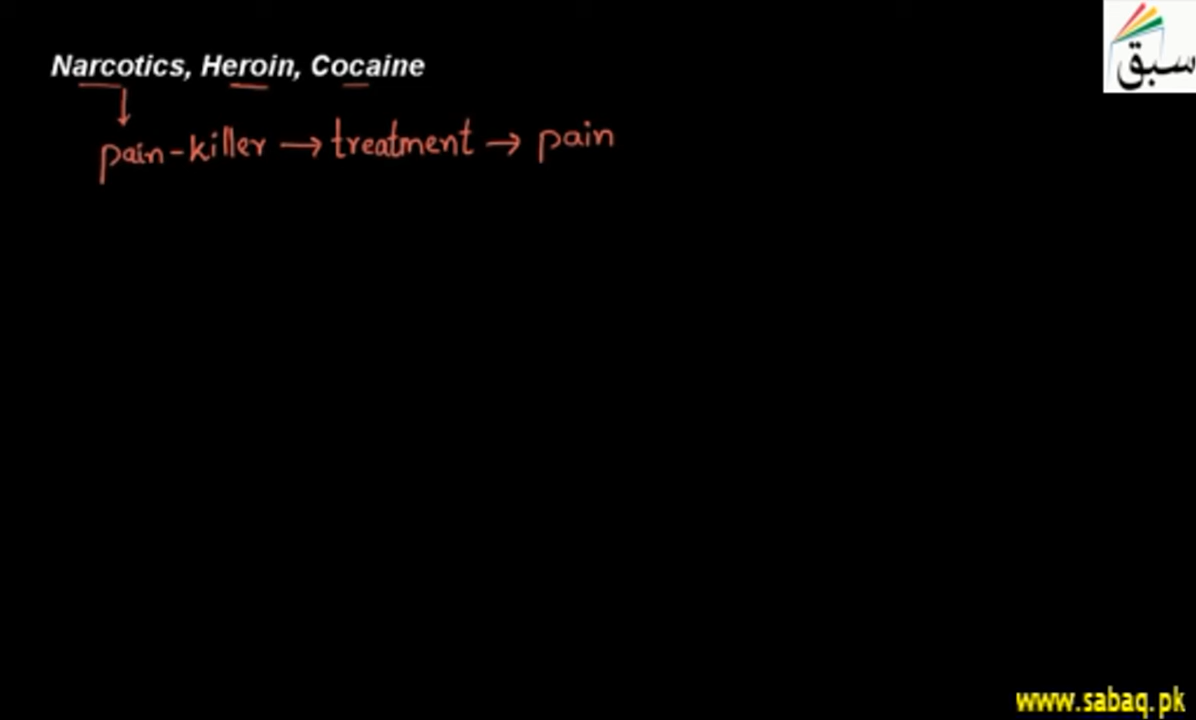 Narcotics, Heroin, Cocaine
pain-killer → treatment → pain
سبق
www.sabaq.pk